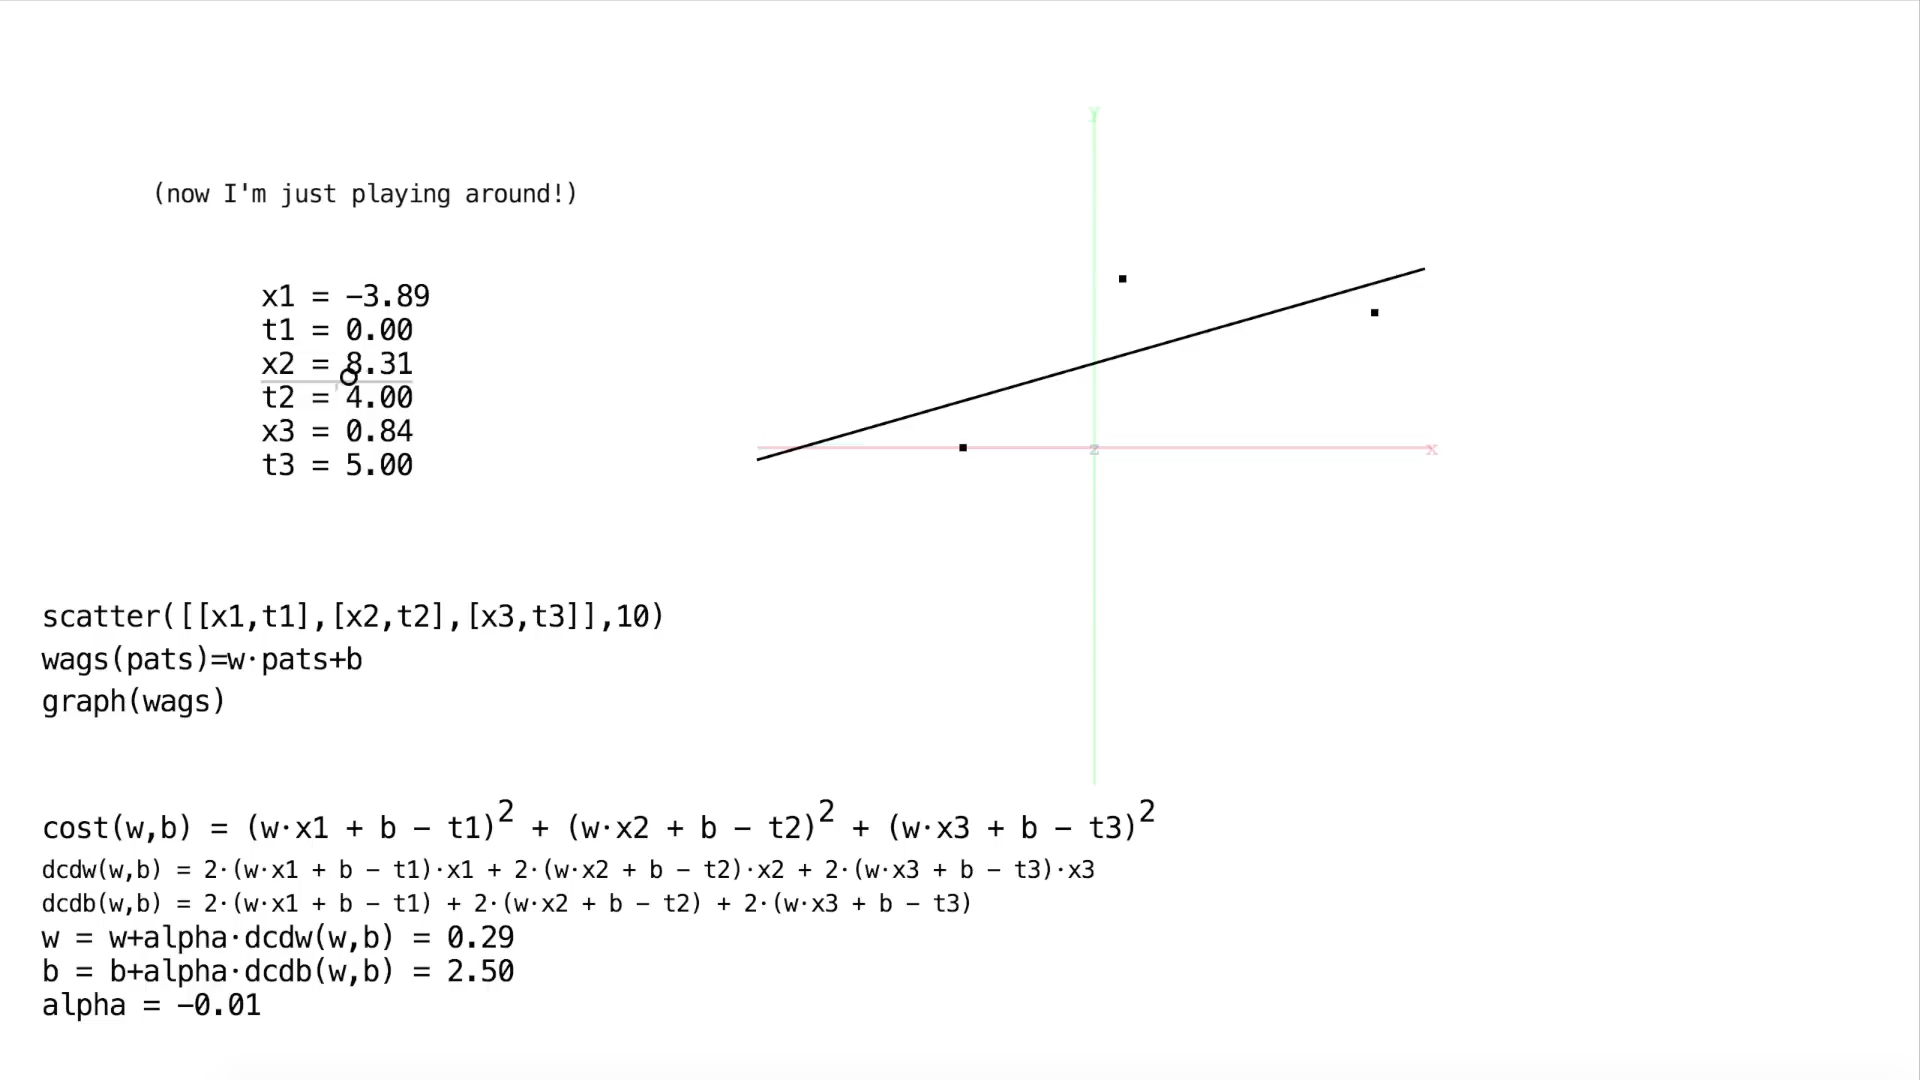 (now I'm just playing around!)
x1 = −3.89
t1 = 0.00
x2 = 8.31
t2 = 4.00
x3 = 0.84
t3 = 5.00
y
z
x
scatter([[x1,t1],[x2,t2],[x3,t3]],10)
wags(pats)=w·pats+b
graph(wags)
cost(w,b) = (w·x1 + b − t1)² + (w·x2 + b − t2)² + (w·x3 + b − t3)²
dcdw(w,b) = 2·(w·x1 + b − t1)·x1 + 2·(w·x2 + b − t2)·x2 + 2·(w·x3 + b − t3)·x3
dcdb(w,b) = 2·(w·x1 + b − t1) + 2·(w·x2 + b − t2) + 2·(w·x3 + b − t3)
w = w+alpha·dcdw(w,b) = 0.29
b = b+alpha·dcdb(w,b) = 2.50
alpha = −0.01